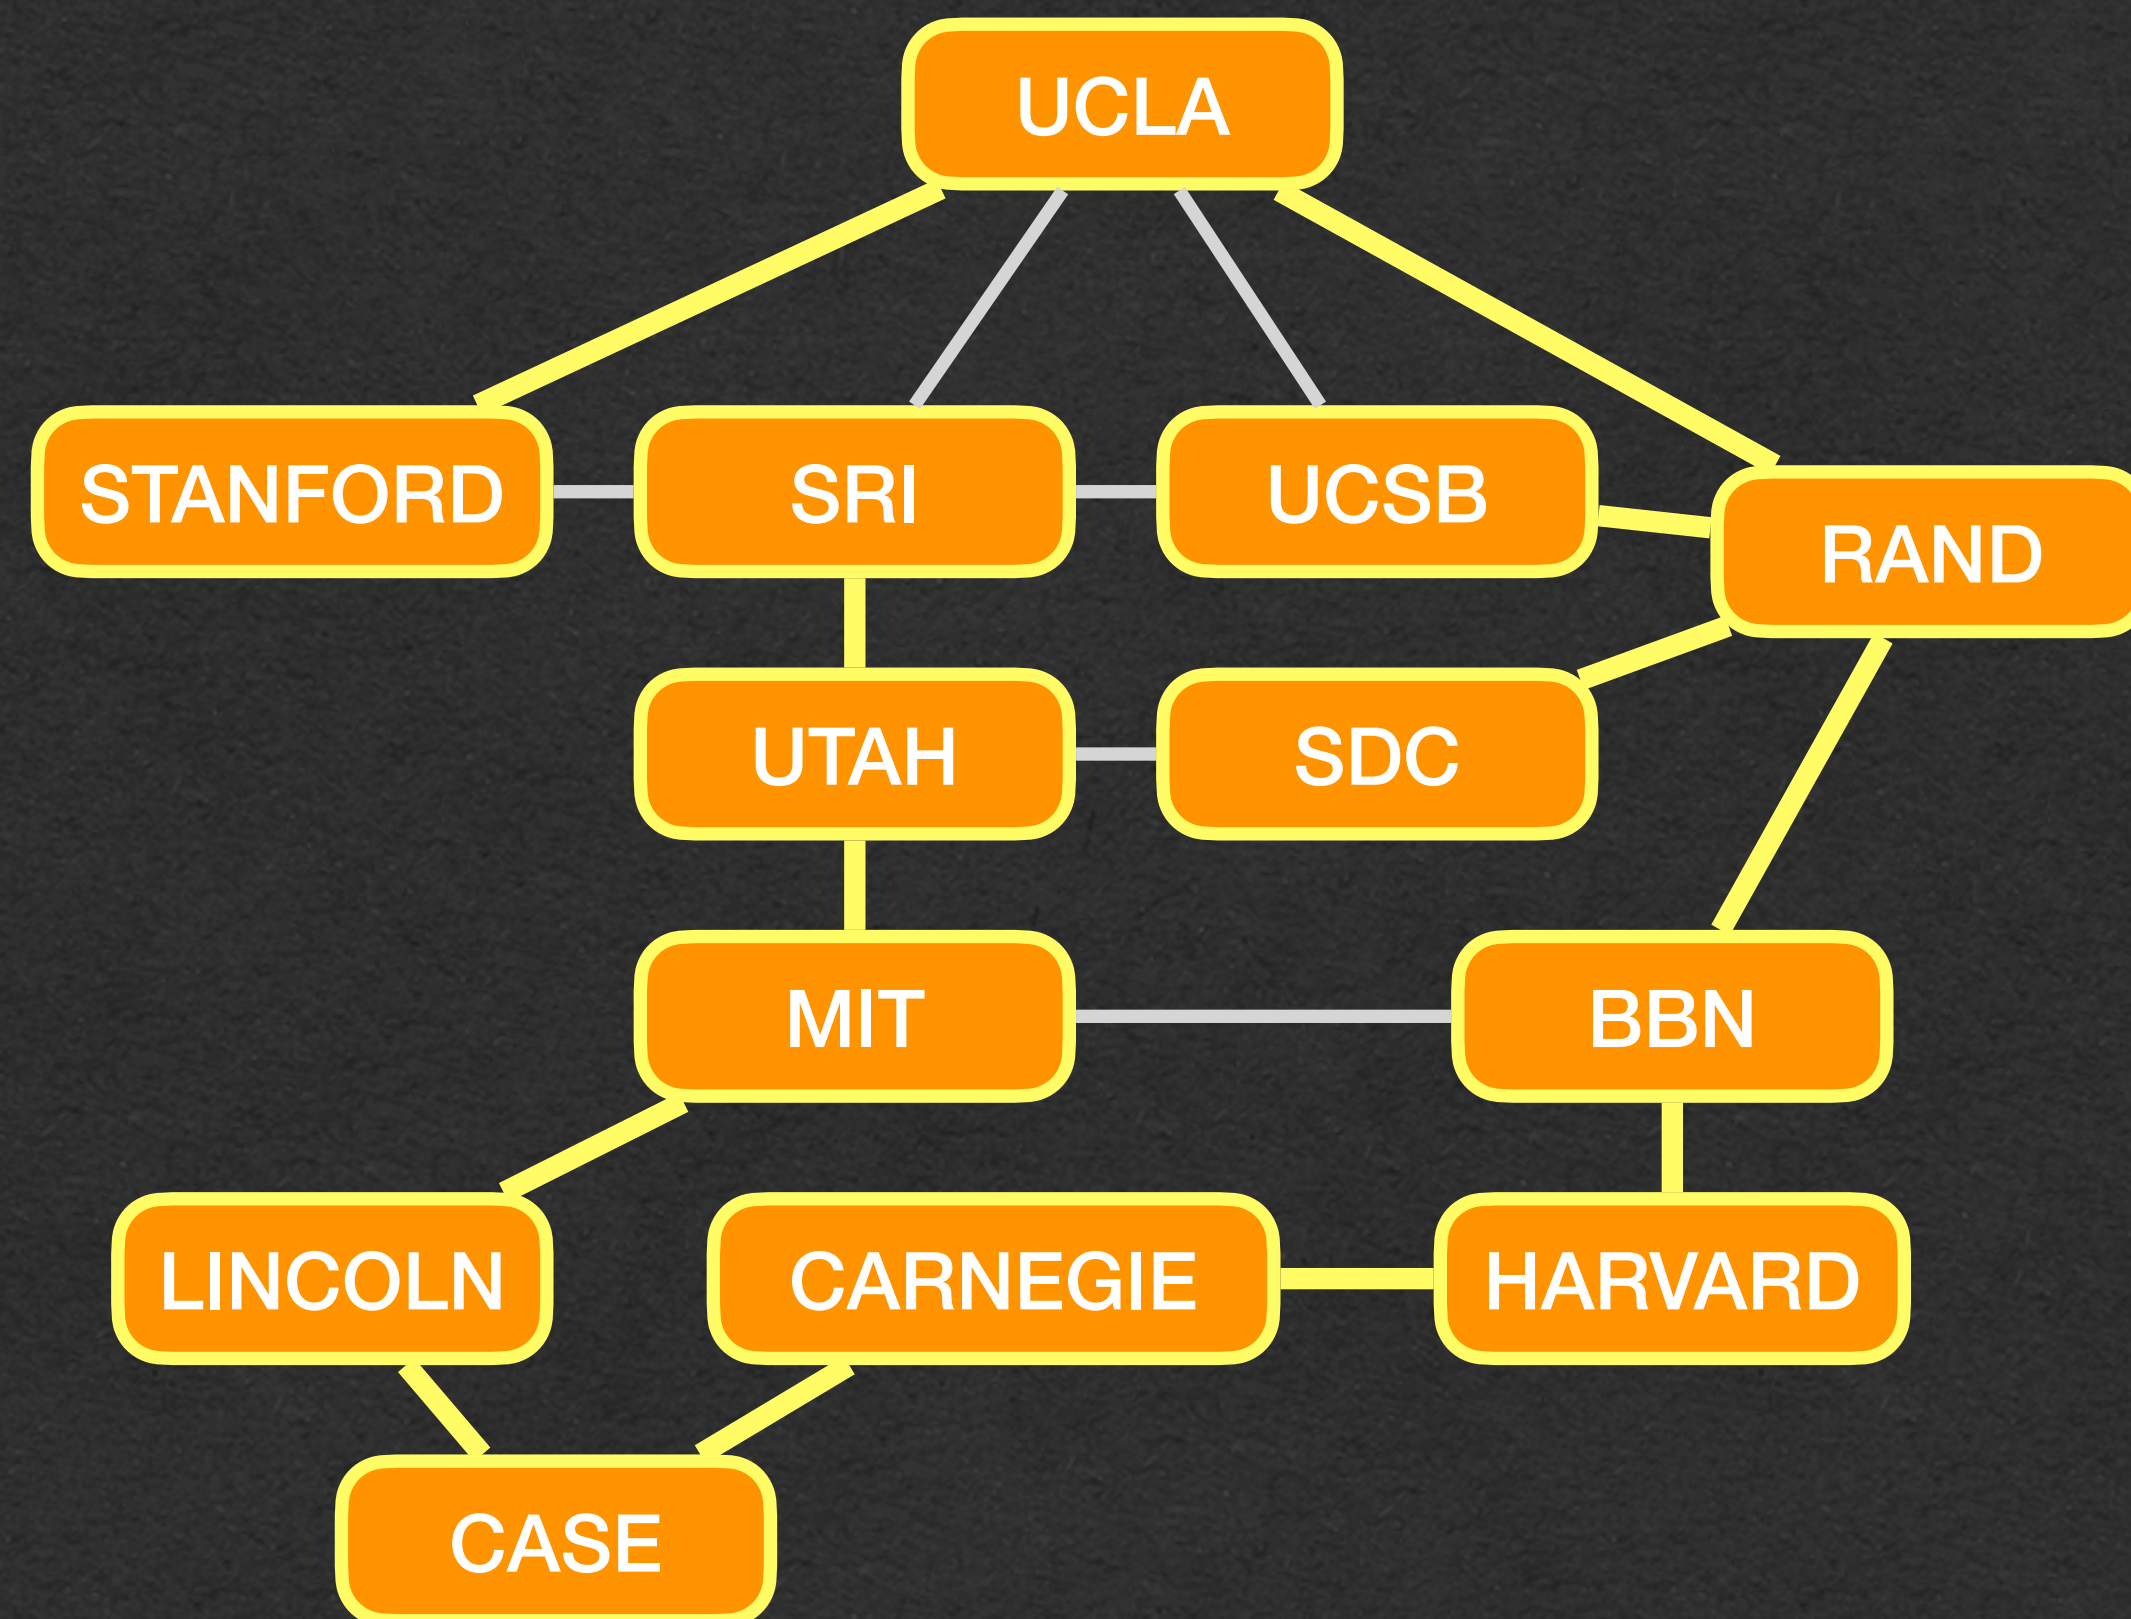 UCLA
STANFORD
SRI
UCSB
RAND
UTAH
SDC
MIT
BBN
LINCOLN
CARNEGIE
HARVARD
CASE